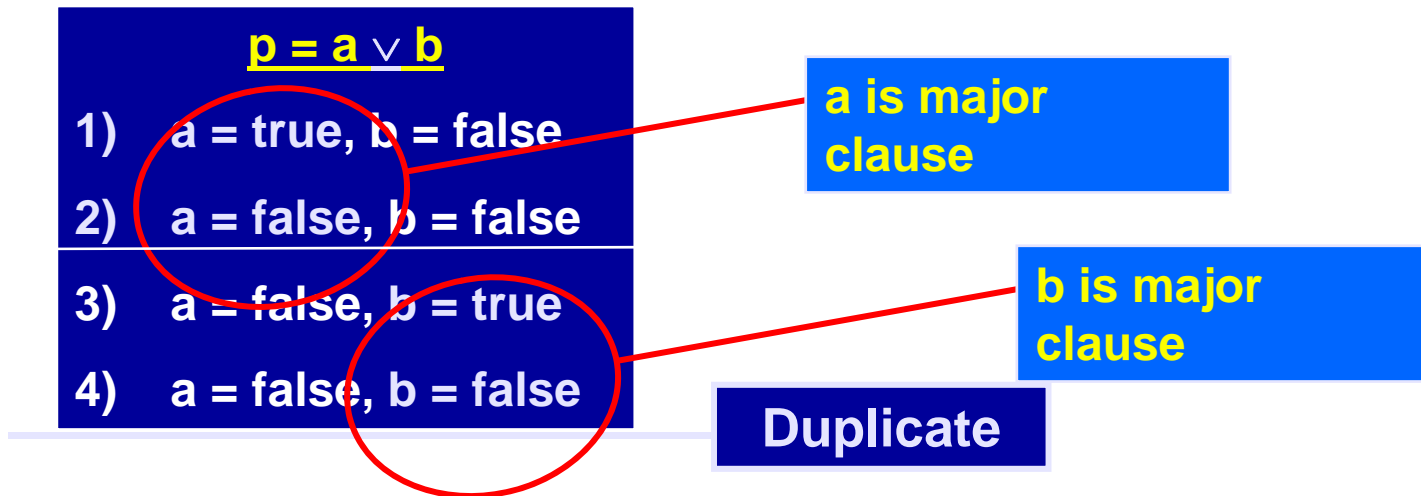 p = a ∨ b
1) a = true, b = false
2) a = false, b = false
3) a = false, b = true
4) a = false, b = false
a is major
clause
b is major
clause
Duplicate